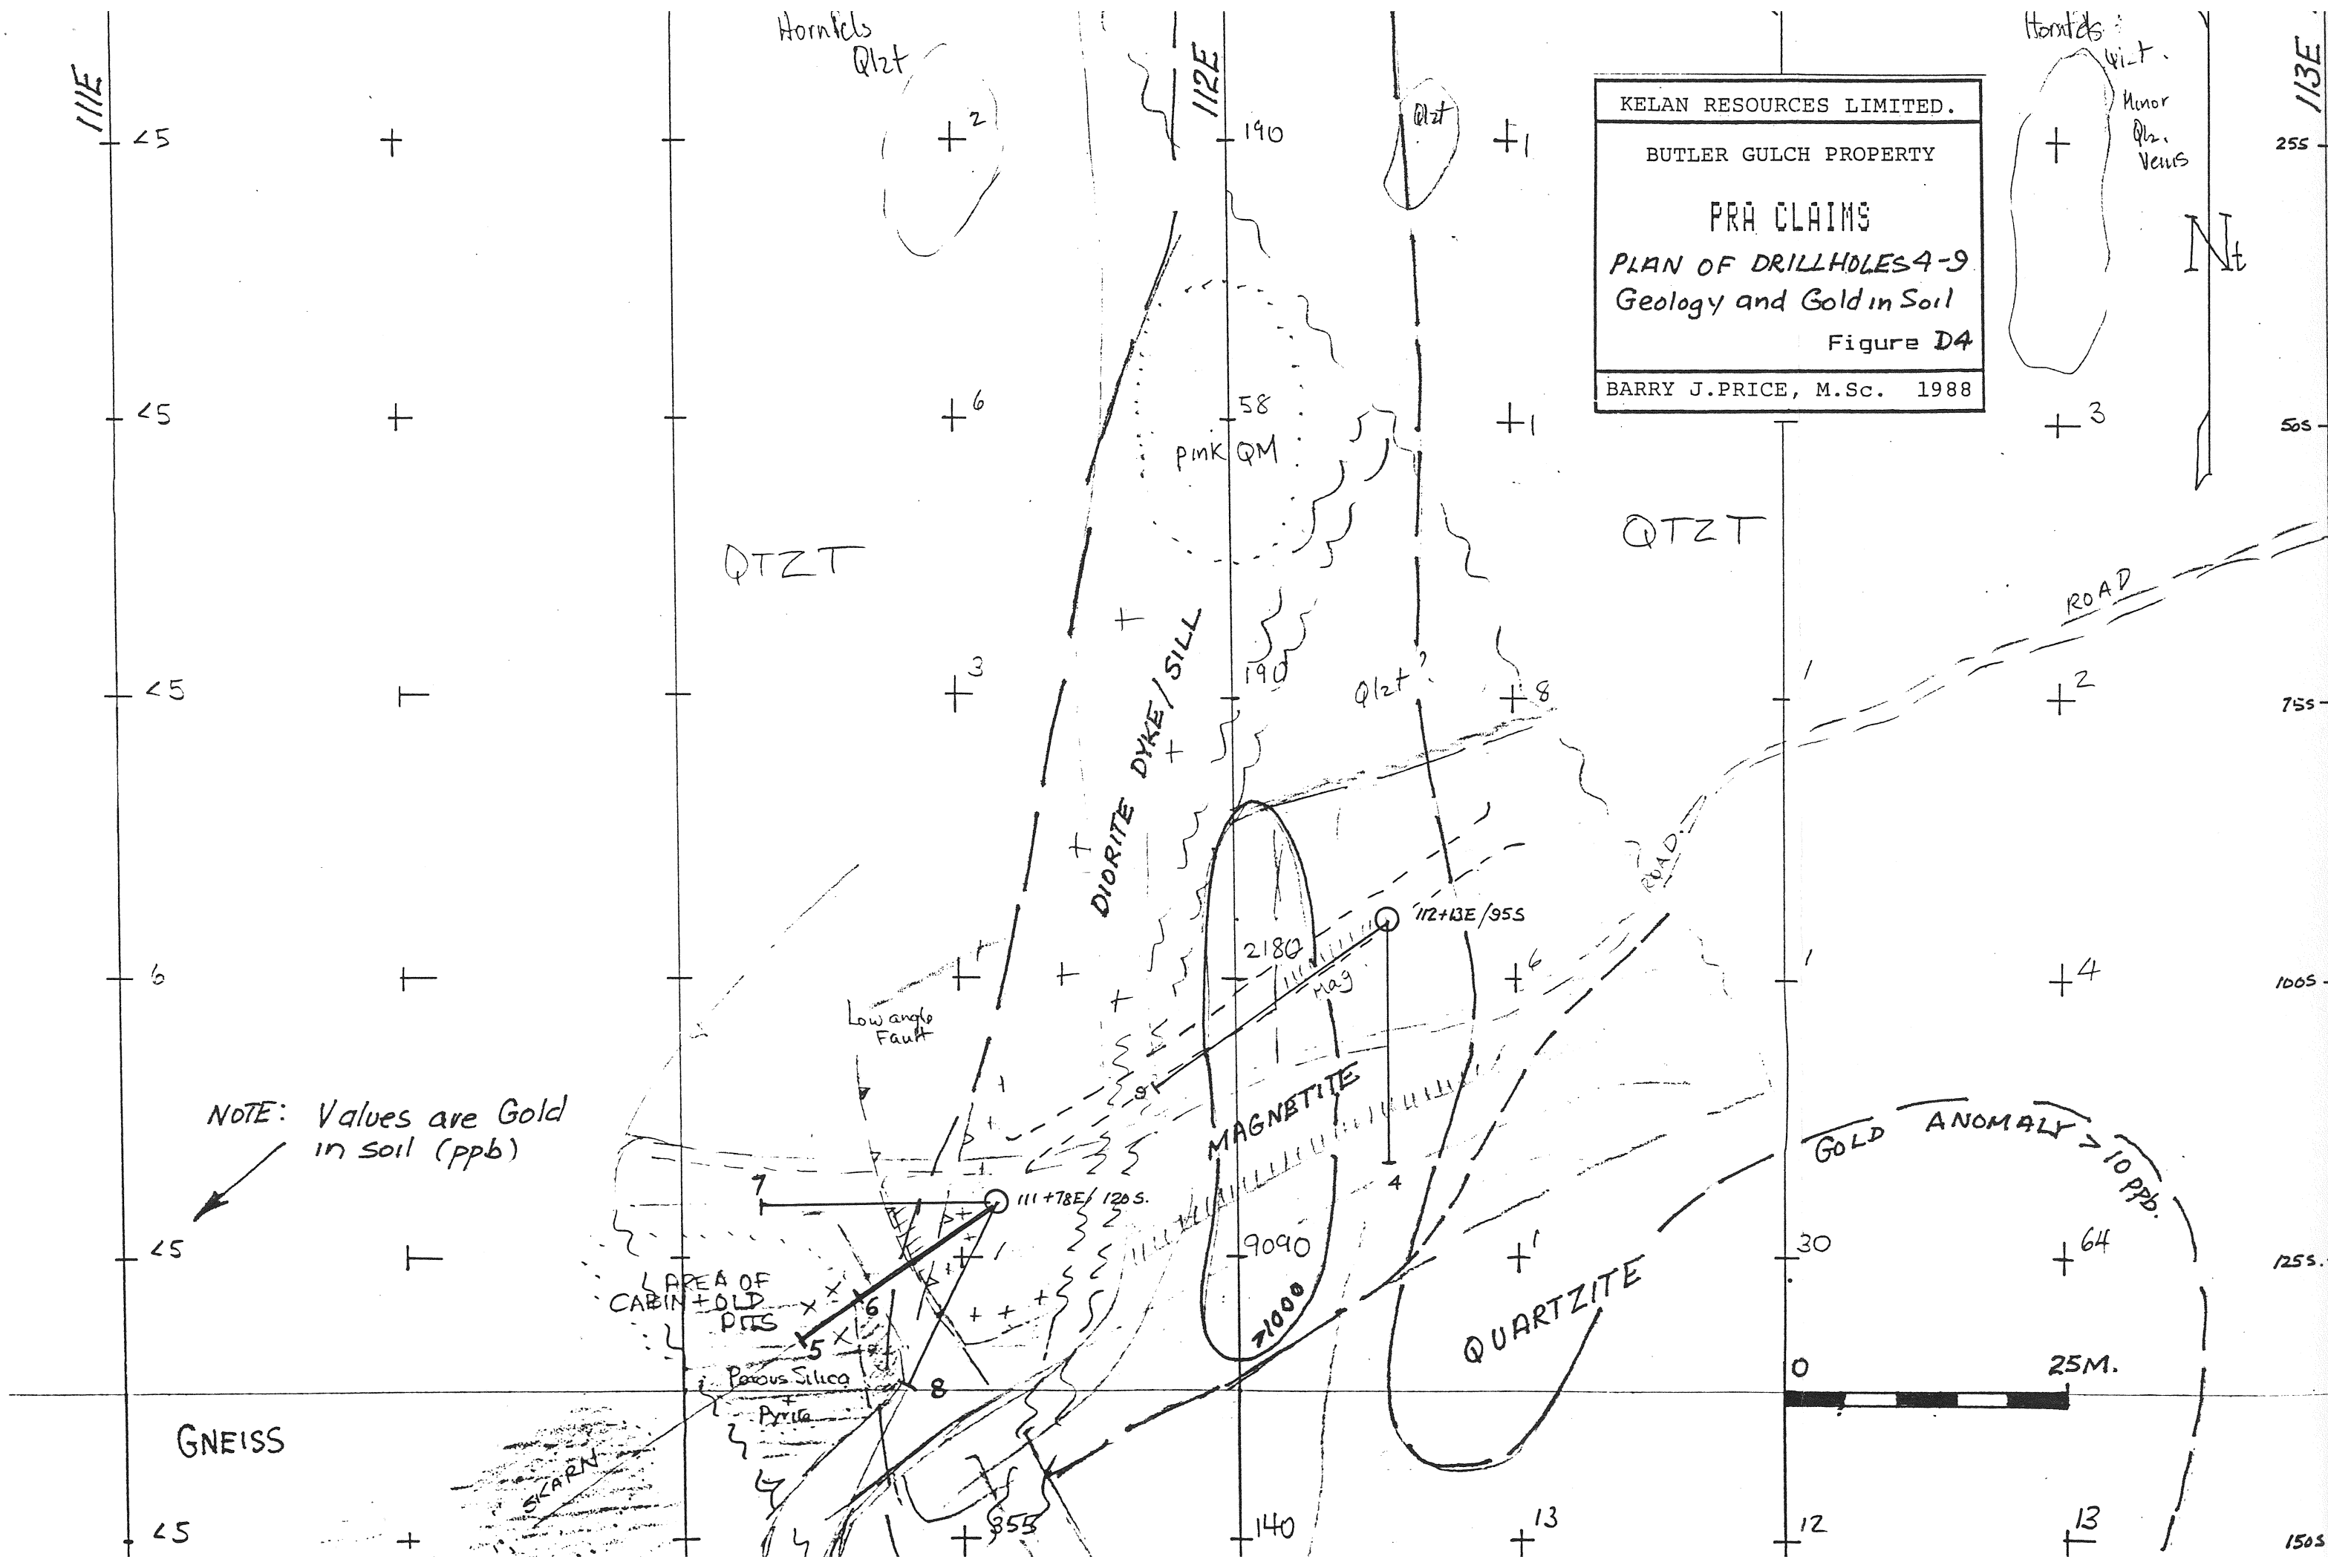 Hornfels
Qtzt
111E
112E
113E
Hornfels
Qtzt.
Minor
Qtz.
Veins
<5
2
190
Qtzt
1
25S
KELAN RESOURCES LIMITED.
BUTLER GULCH PROPERTY
PRA CLAIMS
PLAN OF DRILLHOLES 4-9
Geology and Gold in Soil
Figure D4
BARRY J.PRICE, M.Sc. 1988
Nt
<5
6
58
1
3
50S
pink QM
QTZT
QTZT
ROAD
DIORITE DYKE/SILL
<5
3
190
Qtzt?
8
1
2
75S
ROAD
112+13E/95S
6
2180
Mag
6
1
4
100S
Low angle
Fault
9
NOTE: Values are Gold
in soil (ppb)
MAGNETITE
GOLD ANOMALY >10 ppb.
7
111+78E/120S.
4
<5
1
9090
1
30
64
125S.
AREA OF
CABIN + OLD
PITS
6
5
>1000
QUARTZITE
0
25M.
Porous Silica
+
Pyrite
8
GNEISS
SKARN
<5
355
140
13
12
13
150S